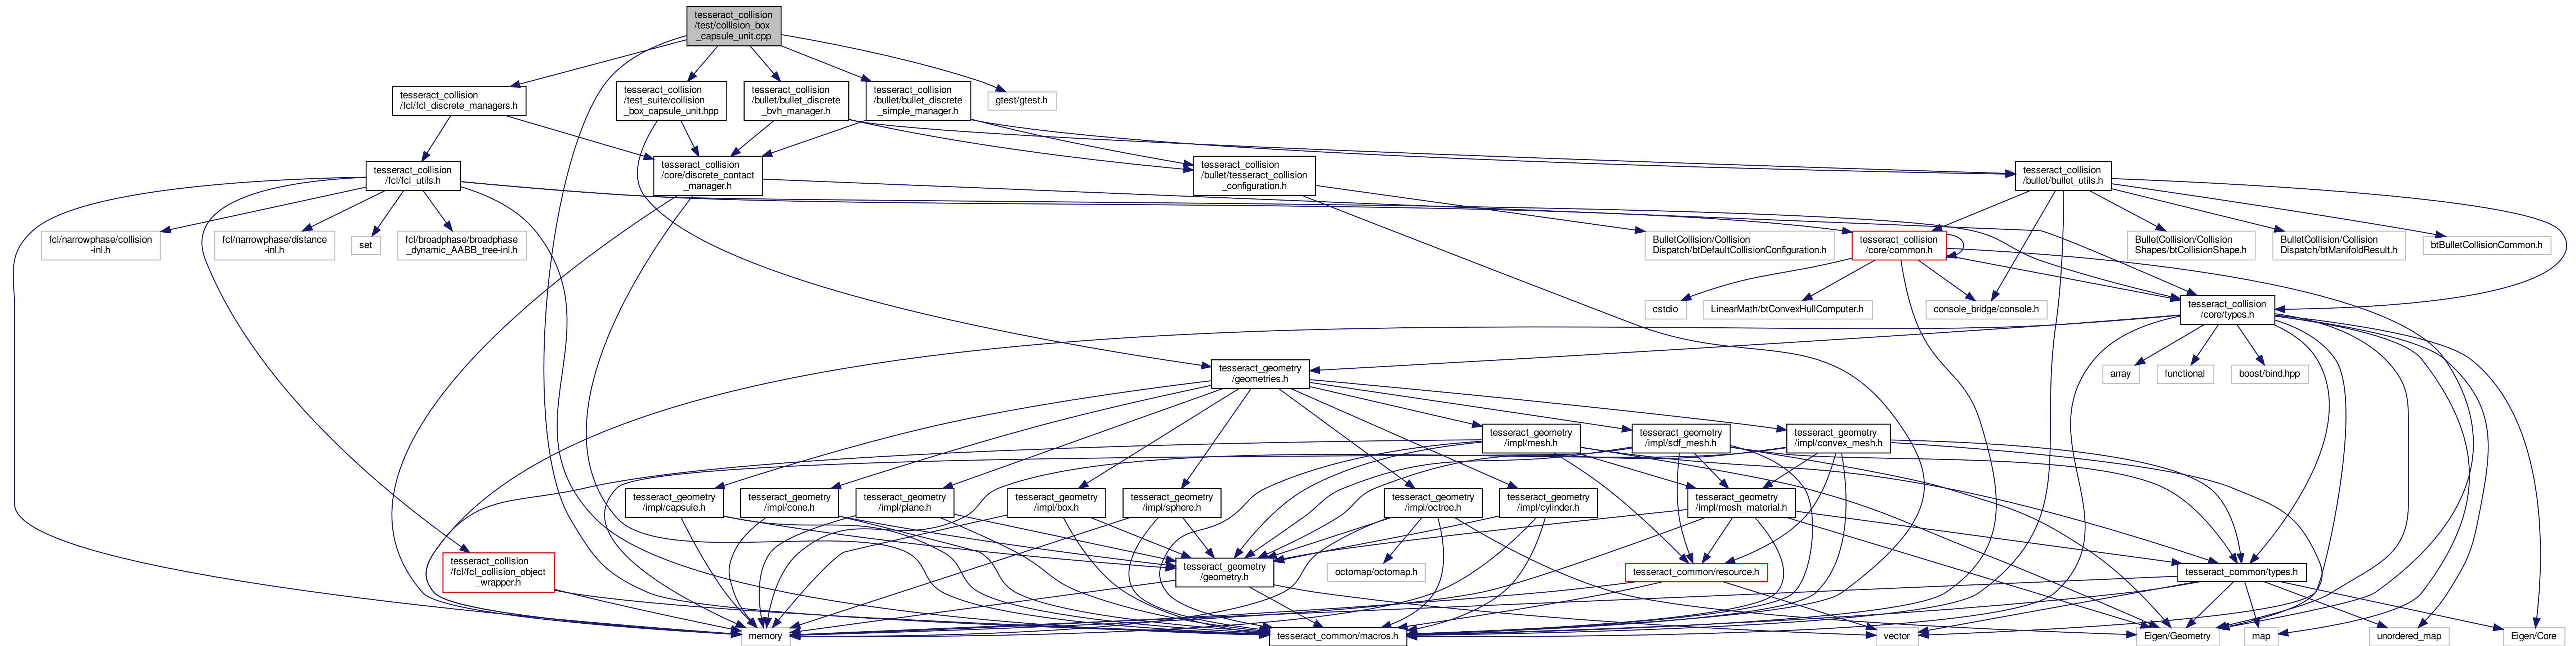 tesseract_collision
/test/collision_box
_capsule_unit.cpp
tesseract_collision
/fcl/fcl_discrete_managers.h
tesseract_collision
/test_suite/collision
_box_capsule_unit.hpp
tesseract_collision
/bullet/bullet_discrete
_bvh_manager.h
tesseract_collision
/bullet/bullet_discrete
_simple_manager.h
gtest/gtest.h
tesseract_collision
/fcl/fcl_utils.h
tesseract_collision
/core/discrete_contact
_manager.h
tesseract_collision
/bullet/tesseract_collision
_configuration.h
tesseract_collision
/bullet/bullet_utils.h
fcl/narrowphase/collision
-inl.h
fcl/narrowphase/distance
-inl.h
set
fcl/broadphase/broadphase
_dynamic_AABB_tree-inl.h
BulletCollision/Collision
Dispatch/btDefaultCollisionConfiguration.h
tesseract_collision
/core/common.h
BulletCollision/Collision
Shapes/btCollisionShape.h
BulletCollision/Collision
Dispatch/btManifoldResult.h
btBulletCollisionCommon.h
cstdio
LinearMath/btConvexHullComputer.h
console_bridge/console.h
tesseract_collision
/core/types.h
tesseract_geometry
/geometries.h
array
functional
boost/bind.hpp
tesseract_geometry
/impl/mesh.h
tesseract_geometry
/impl/sdf_mesh.h
tesseract_geometry
/impl/convex_mesh.h
tesseract_geometry
/impl/capsule.h
tesseract_geometry
/impl/cone.h
tesseract_geometry
/impl/plane.h
tesseract_geometry
/impl/box.h
tesseract_geometry
/impl/sphere.h
tesseract_geometry
/impl/octree.h
tesseract_geometry
/impl/cylinder.h
tesseract_geometry
/impl/mesh_material.h
tesseract_collision
/fcl/fcl_collision_object
_wrapper.h
tesseract_geometry
/geometry.h
octomap/octomap.h
tesseract_common/resource.h
tesseract_common/types.h
memory
tesseract_common/macros.h
vector
Eigen/Geometry
map
unordered_map
Eigen/Core